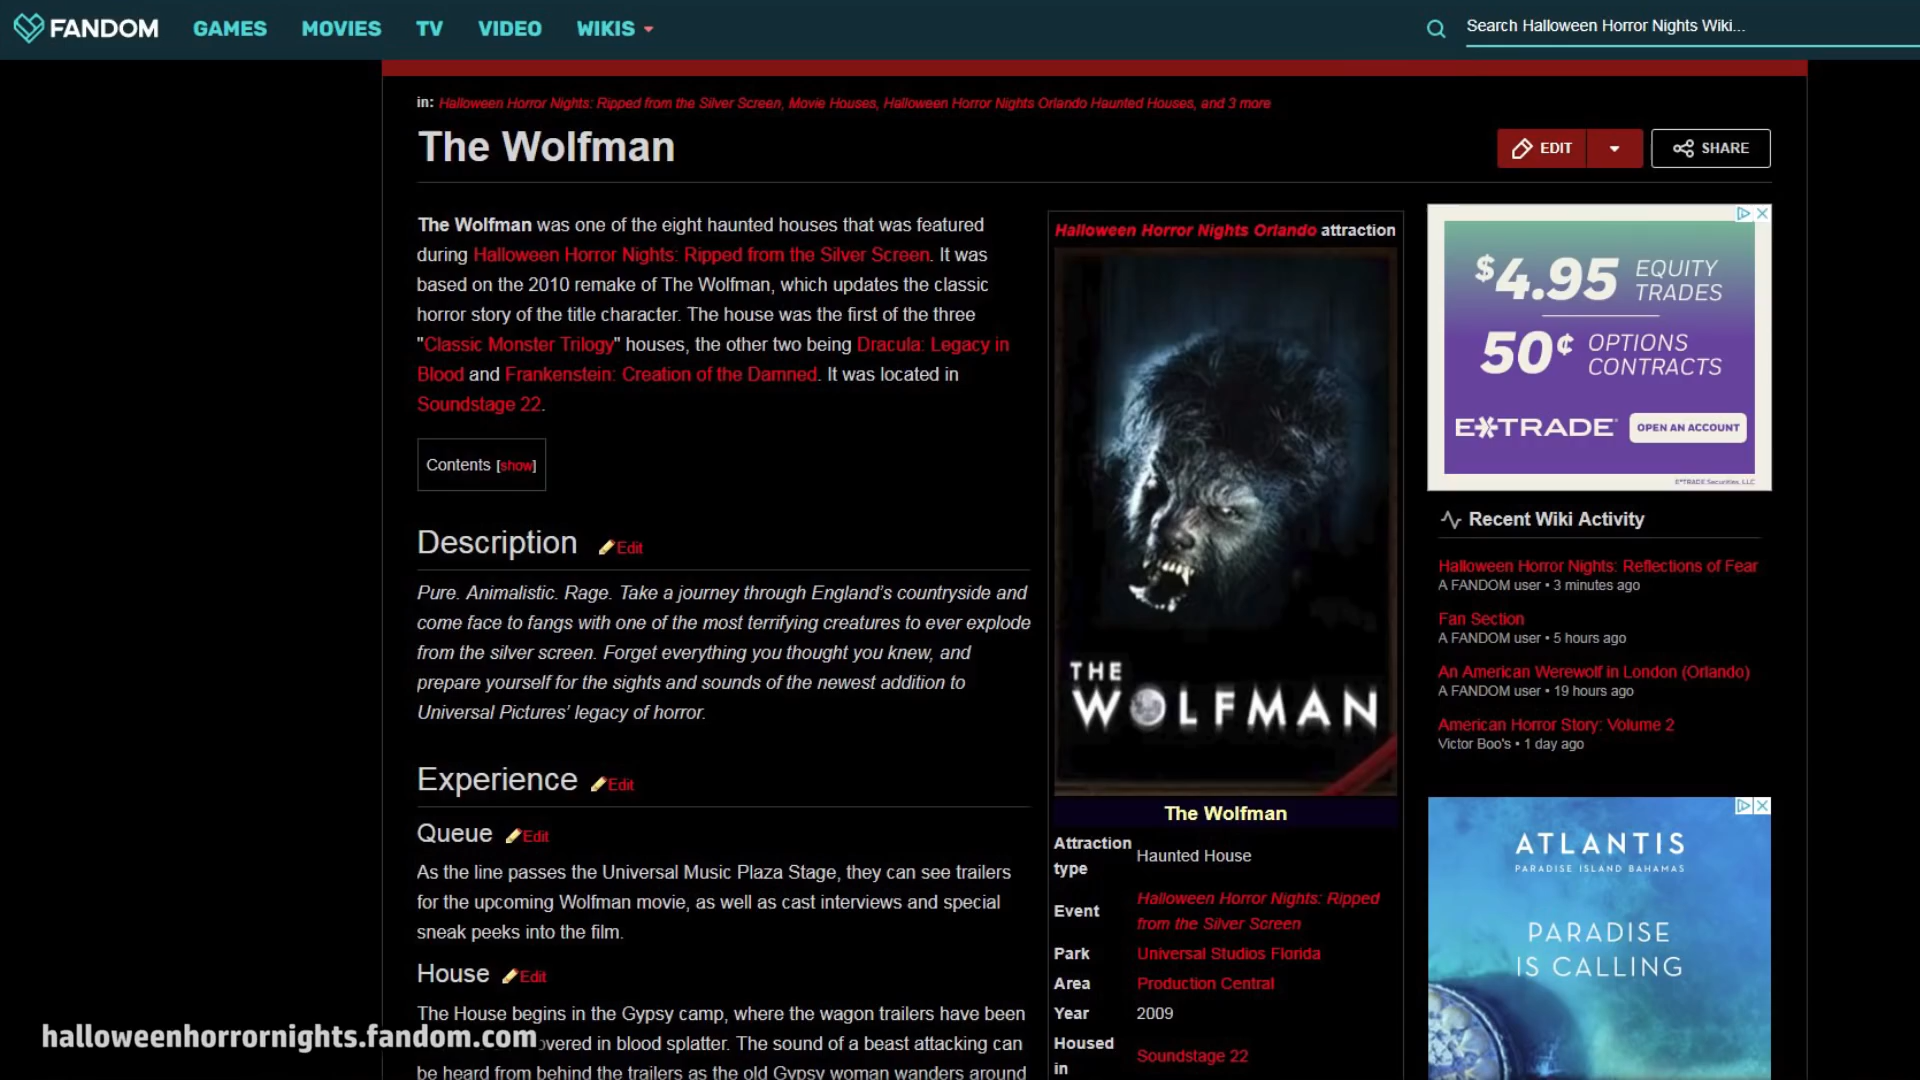 FANDOM GAMES MOVIES TV VIDEO WIKIS
Search Halloween Horror Nights Wiki...
in: Halloween Horror Nights: Ripped from the Silver Screen, Movie Houses, Halloween Horror Nights Orlando Haunted Houses, and 3 more
The Wolfman
EDIT
SHARE
The Wolfman was one of the eight haunted houses that was featured
during Halloween Horror Nights: Ripped from the Silver Screen. It was
based on the 2010 remake of The Wolfman, which updates the classic
horror story of the title character. The house was the first of the three
"Classic Monster Trilogy" houses, the other two being Dracula: Legacy in
Blood and Frankenstein: Creation of the Damned. It was located in
Soundstage 22.
Contents [show]
Description Edit
Pure. Animalistic. Rage. Take a journey through England's countryside and
come face to fangs with one of the most terrifying creatures to ever explode
from the silver screen. Forget everything you thought you knew, and
prepare yourself for the sights and sounds of the newest addition to
Universal Pictures' legacy of horror.
Experience Edit
Queue Edit
As the line passes the Universal Music Plaza Stage, they can see trailers
for the upcoming Wolfman movie, as well as cast interviews and special
sneak peeks into the film.
House Edit
The House begins in the Gypsy camp, where the wagon trailers have been
vered in blood splatter. The sound of a beast attacking can
be heard from behind the trailers as the old Gypsy woman wanders around
halloweenhorrornights.fandom.com
Halloween Horror Nights Orlando attraction
THE
WOLFMAN
The Wolfman
Attraction type Haunted House
Event Halloween Horror Nights: Ripped
from the Silver Screen
Park Universal Studios Florida
Area Production Central
Year 2009
Housed in Soundstage 22
$4.95 EQUITY
TRADES
50¢ OPTIONS
CONTRACTS
E*TRADE OPEN AN ACCOUNT
E*TRADE Securities, LLC
Recent Wiki Activity
Halloween Horror Nights: Reflections of Fear
A FANDOM user • 3 minutes ago
Fan Section
A FANDOM user • 5 hours ago
An American Werewolf in London (Orlando)
A FANDOM user • 19 hours ago
American Horror Story: Volume 2
Victor Boo's • 1 day ago
ATLANTIS
PARADISE ISLAND BAHAMAS
PARADISE
IS CALLING